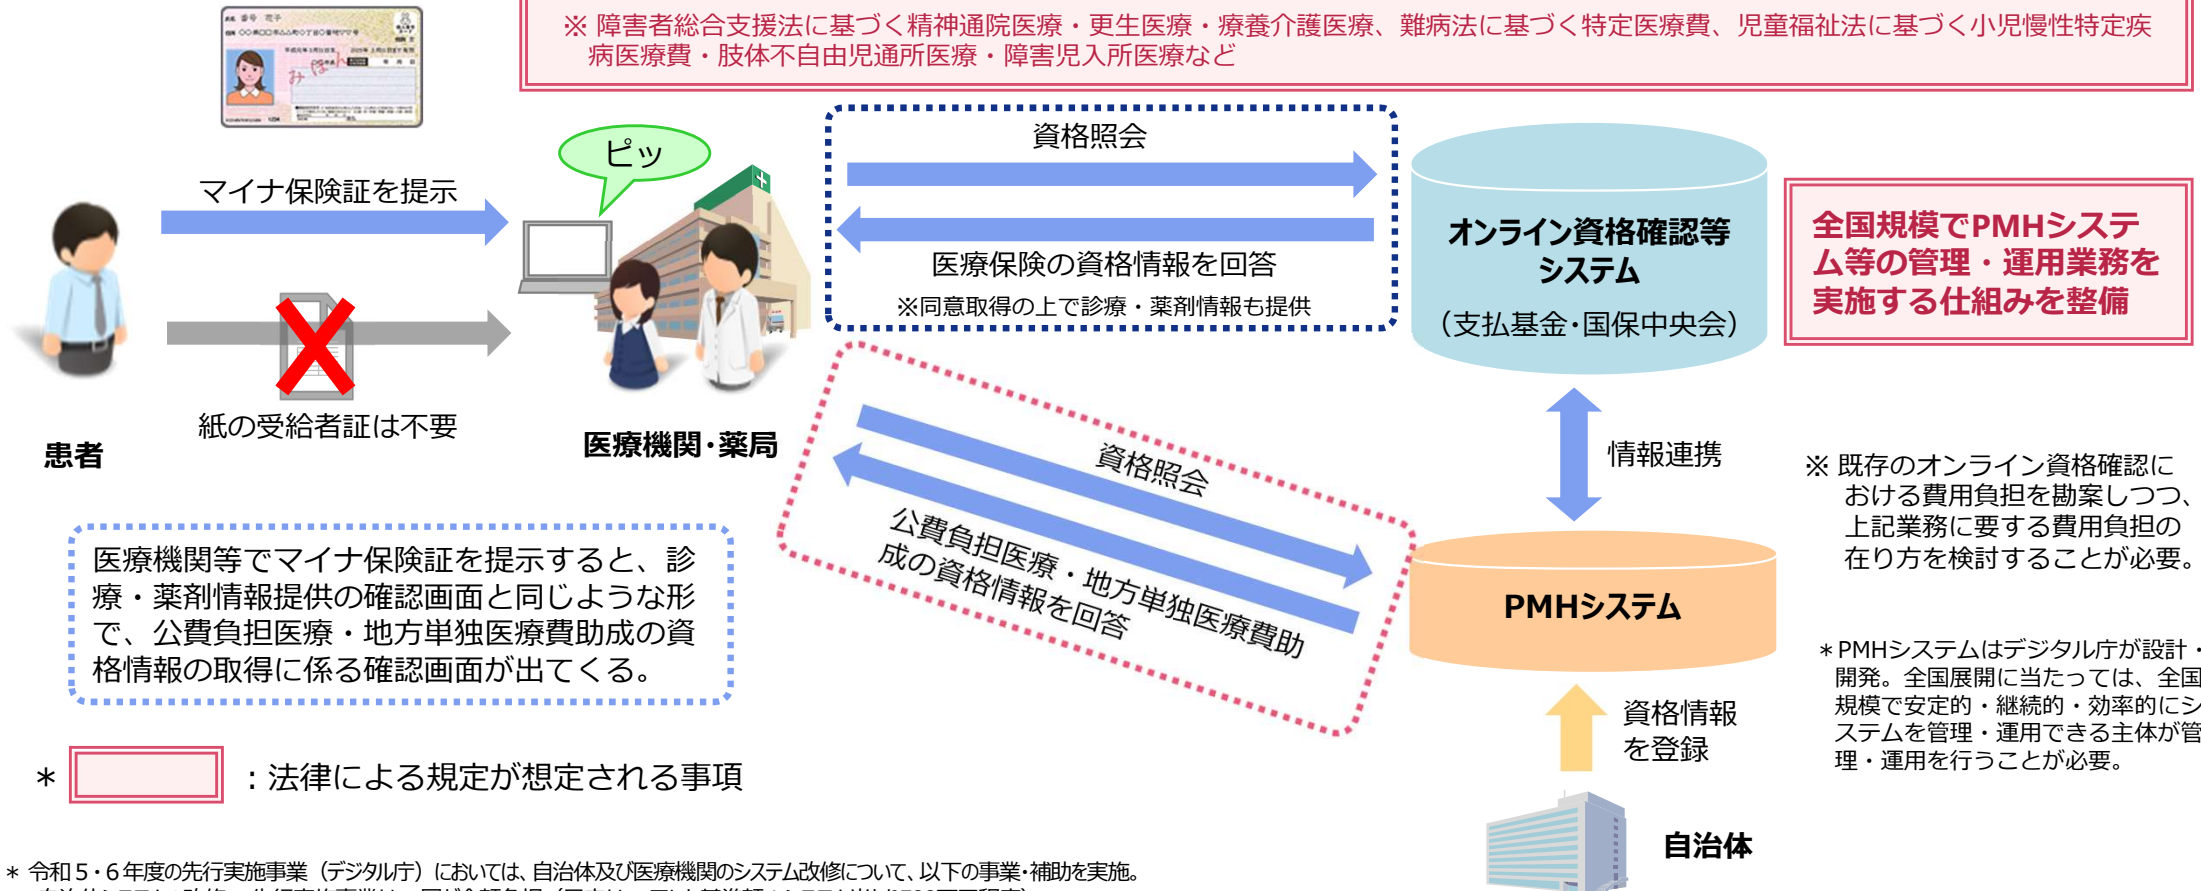 ※ 障害者総合支援法に基づく精神通院医療・更生医療・療養介護医療、難病法に基づく特定医療費、児童福祉法に基づく小児慢性特定疾
病医療費・肢体不自由児通所医療・障害児入所医療など
氏名 番号 花子
みほん
1234
マイナ保険証を提示
紙の受給者証は不要
患者
ピッ
医療機関・薬局
資格照会
医療保険の資格情報を回答
※同意取得の上で診療・薬剤情報も提供
オンライン資格確認等
システム
（支払基金・国保中央会）
全国規模でPMHシステ
ム等の管理・運用業務を
実施する仕組みを整備
情報連携
資格照会
公費負担医療・地方単独医療費助
成の資格情報を回答
※ 既存のオンライン資格確認に
おける費用負担を勘案しつつ、
上記業務に要する費用負担の
在り方を検討することが必要。
医療機関等でマイナ保険証を提示すると、診
療・薬剤情報提供の確認画面と同じような形
で、公費負担医療・地方単独医療費助成の資
格情報の取得に係る確認画面が出てくる。
PMHシステム
＊PMHシステムはデジタル庁が設計・
開発。全国展開に当たっては、全国
規模で安定的・継続的・効率的にシ
ステムを管理・運用できる主体が管
理・運用を行うことが必要。
資格情報
を登録
自治体
＊ ：法律による規定が想定される事項
＊ 令和５・６年度の先行実施事業（デジタル庁）においては、自治体及び医療機関のシステム改修について、以下の事業・補助を実施。